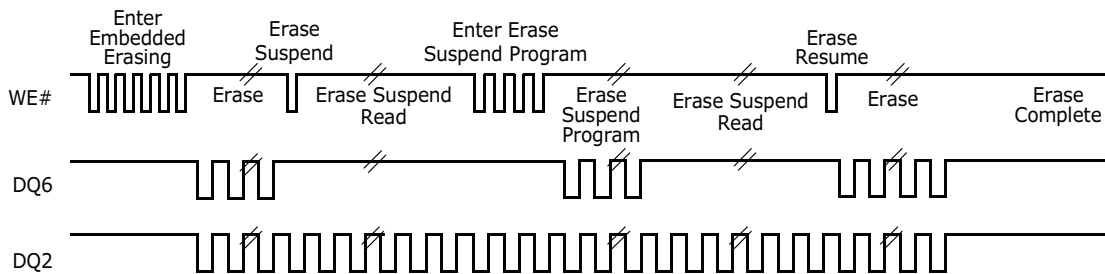 Enter
Embedded
Erasing
Erase
Suspend
Enter Erase
Suspend Program
Erase
Resume
WE#
Erase
Erase Suspend
Read
Erase
Suspend
Program
Erase Suspend
Read
Erase
Erase
Complete
DQ6
DQ2